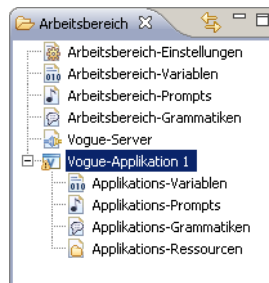 Arbeitsbereich
Arbeitsbereich-Einstellungen
Arbeitsbereich-Variablen
Arbeitsbereich-Prompts
Arbeitsbereich-Grammatiken
Vogue-Server
Vogue-Applikation 1
Applikations-Variablen
Applikations-Prompts
Applikations-Grammatiken
Applikations-Ressourcen